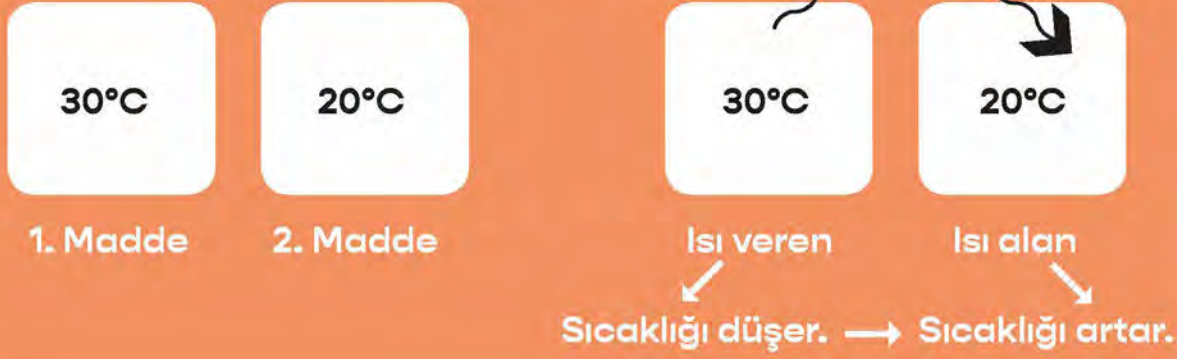 30°C 20°C 30°C 20°C
1. Madde 2. Madde Isı veren Isı alan
Sıcaklığı düşer. → Sıcaklığı artar.